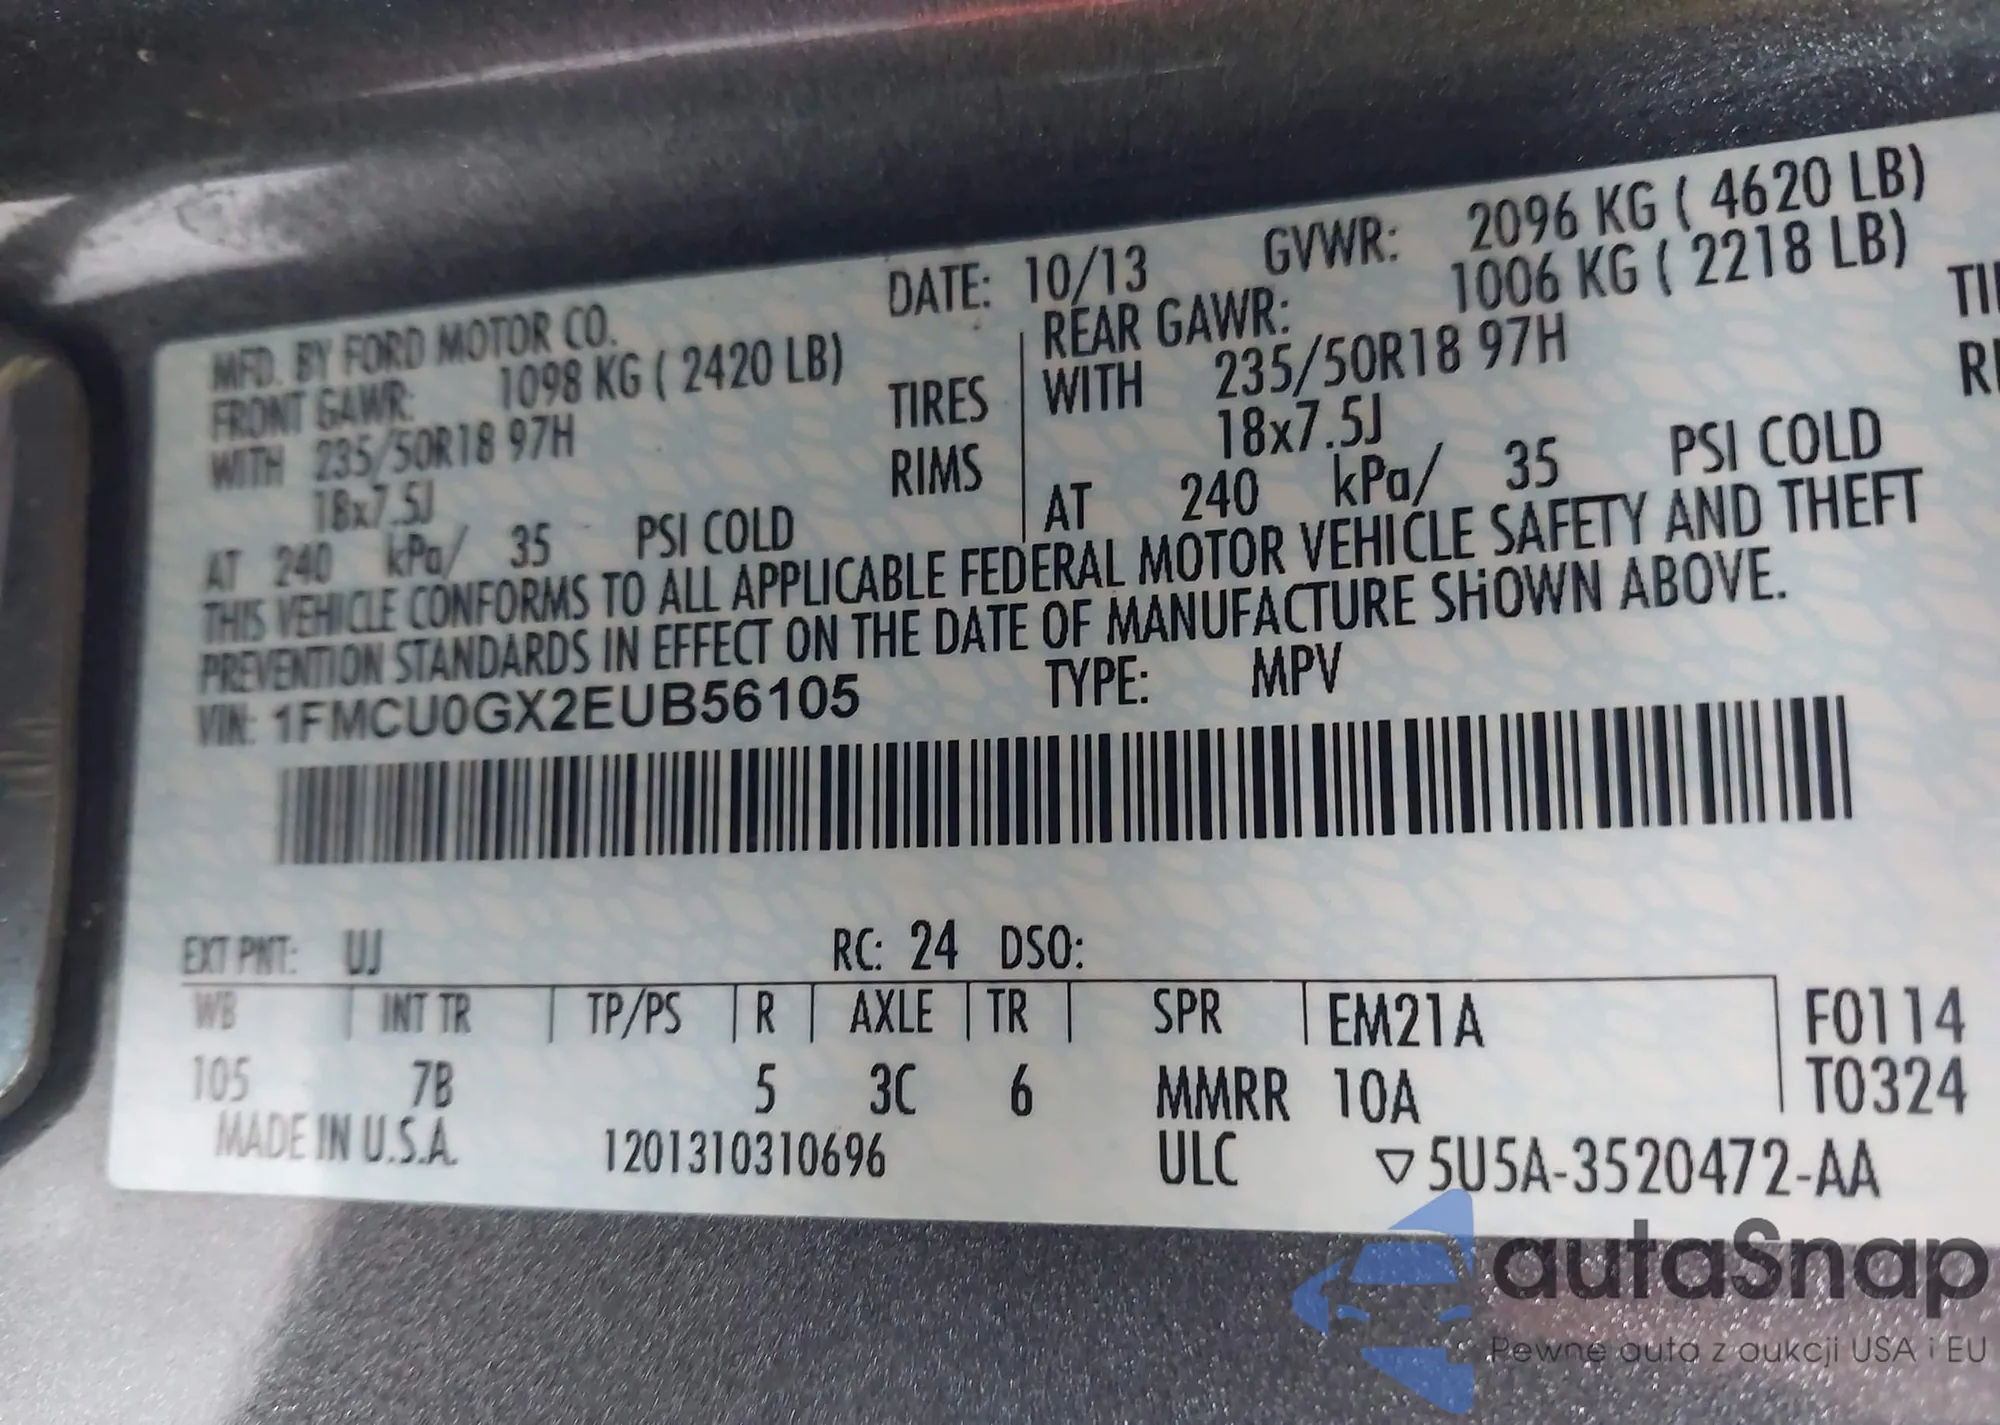 MFD. BY FORD MOTOR CO. DATE: 10/13 GVWR: 2096 KG ( 4620 LB)
FRONT GAWR: 1098 KG ( 2420 LB) REAR GAWR: 1006 KG ( 2218 LB)
WITH 235/50R18 97H TIRES WITH 235/50R18 97H
18x7.5J RIMS 18x7.5J
AT 240 kPa/ 35 PSI COLD AT 240 kPa/ 35 PSI COLD
THIS VEHICLE CONFORMS TO ALL APPLICABLE FEDERAL MOTOR VEHICLE SAFETY AND THEFT
PREVENTION STANDARDS IN EFFECT ON THE DATE OF MANUFACTURE SHOWN ABOVE.
VIN: 1FMCU0GX2EUB56105 TYPE: MPV
EXT PNT: UJ RC: 24 DSO:
WB INT TR TP/PS R AXLE TR SPR EM21A F0114
105 7B 5 3C 6 MMRR 10A T0324
MADE IN U.S.A. 1201310310696 ULC ▽5U5A-3520472-AA
autaSnap
Pewne auta z aukcji USA i EU